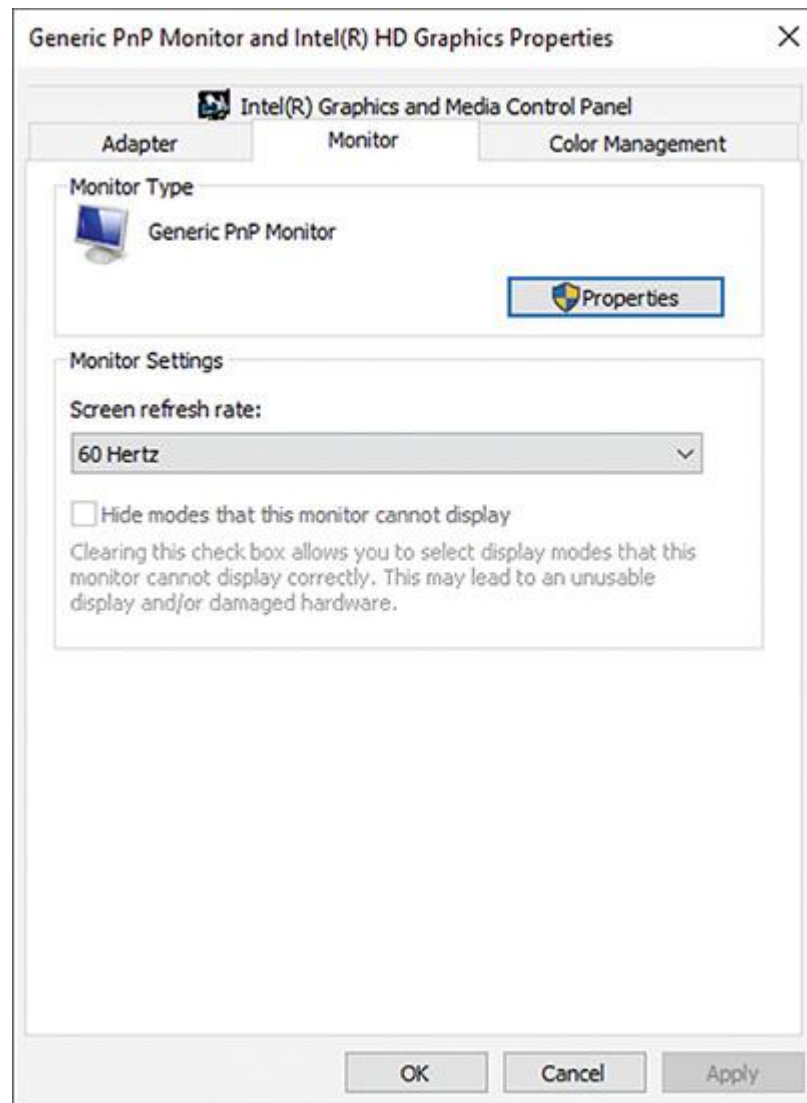 Generic PnP Monitor and Intel(R) HD Graphics Properties
Intel(R) Graphics and Media Control Panel
Adapter
Monitor
Color Management
Monitor Type
Generic PnP Monitor
Properties
Monitor Settings
Screen refresh rate:
60 Hertz
Hide modes that this monitor cannot display
Clearing this check box allows you to select display modes that this
monitor cannot display correctly. This may lead to an unusable
display and/or damaged hardware.
OK
Cancel
Apply